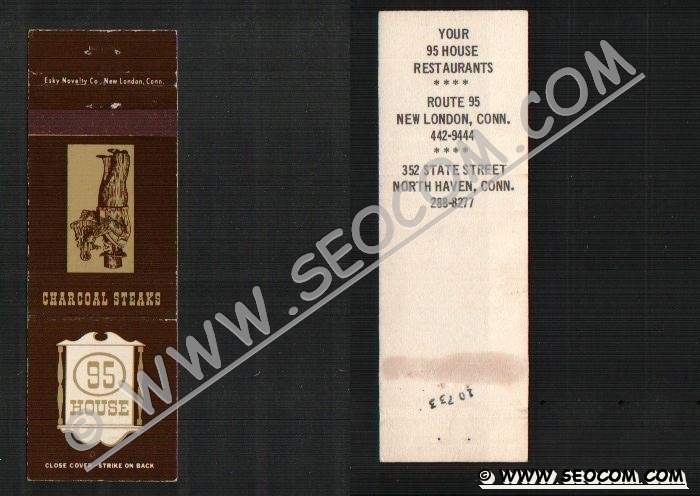 Esky Novelty Co., New London, Conn.
CHARCOAL STEAKS
95
HOUSE
CLOSE COVER - STRIKE ON BACK
YOUR
95 HOUSE
RESTAURANTS
****
ROUTE 95
NEW LONDON, CONN.
442-9444
****
352 STATE STREET
NORTH HAVEN, CONN.
288-8277
10733
© WWW.SEOCOM.COM
© WWW.SEOCOM.COM